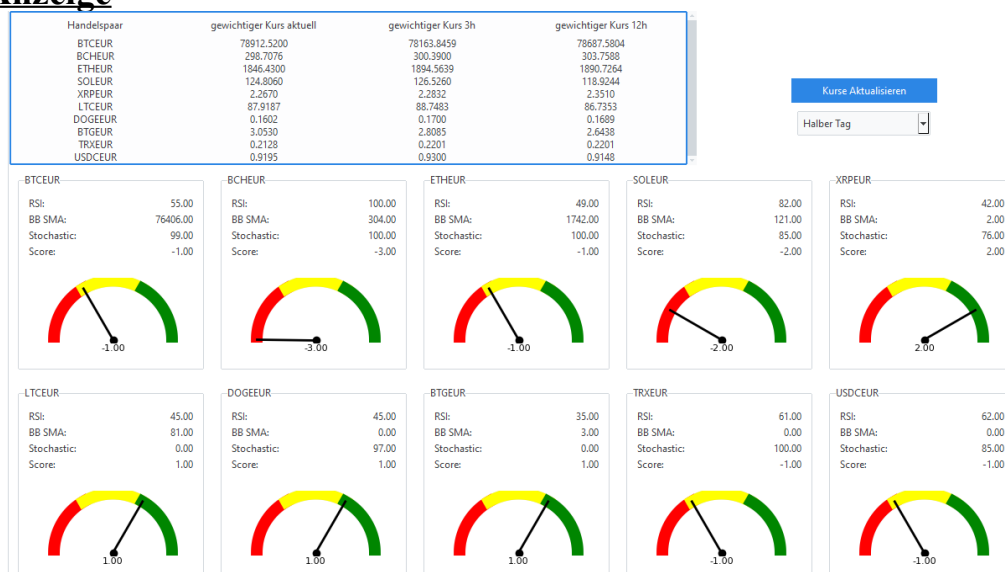 Anzeige
Handelspaar gewichtiger Kurs aktuell gewichtiger Kurs 3h gewichtiger Kurs 12h
BTCEUR 78912.5200 78163.8459 78687.5804
BCHEUR 298.7076 300.3900 303.7588
ETHEUR 1846.4300 1894.5639 1890.7264
SOLEUR 124.8060 126.5260 118.9244
XRPEUR 2.2670 2.2832 2.3510
LTCEUR 87.9187 88.7483 86.7353
DOGEEUR 0.1602 0.1700 0.1689
BTGEUR 3.0530 2.8085 2.6438
TRXEUR 0.2128 0.2201 0.2201
USDCEUR 0.9195 0.9300 0.9148
Kurse Aktualisieren
Halber Tag
BTCEUR BCHEUR ETHEUR SOLEUR XRPEUR
RSI: 55.00 RSI: 100.00 RSI: 49.00 RSI: 82.00 RSI: 42.00
BB SMA: 76406.00 BB SMA: 304.00 BB SMA: 1742.00 BB SMA: 121.00 BB SMA: 2.00
Stochastic: 99.00 Stochastic: 100.00 Stochastic: 100.00 Stochastic: 85.00 Stochastic: 76.00
Score: -1.00 Score: -3.00 Score: -1.00 Score: -2.00 Score: 2.00
-1.00 -3.00 -1.00 -2.00 2.00
LTCEUR DOGEEUR BTGEUR TRXEUR USDCEUR
RSI: 45.00 RSI: 45.00 RSI: 35.00 RSI: 61.00 RSI: 62.00
BB SMA: 81.00 BB SMA: 0.00 BB SMA: 3.00 BB SMA: 0.00 BB SMA: 0.00
Stochastic: 0.00 Stochastic: 97.00 Stochastic: 0.00 Stochastic: 100.00 Stochastic: 85.00
Score: 1.00 Score: 1.00 Score: 1.00 Score: -1.00 Score: -1.00
1.00 1.00 1.00 -1.00 -1.00